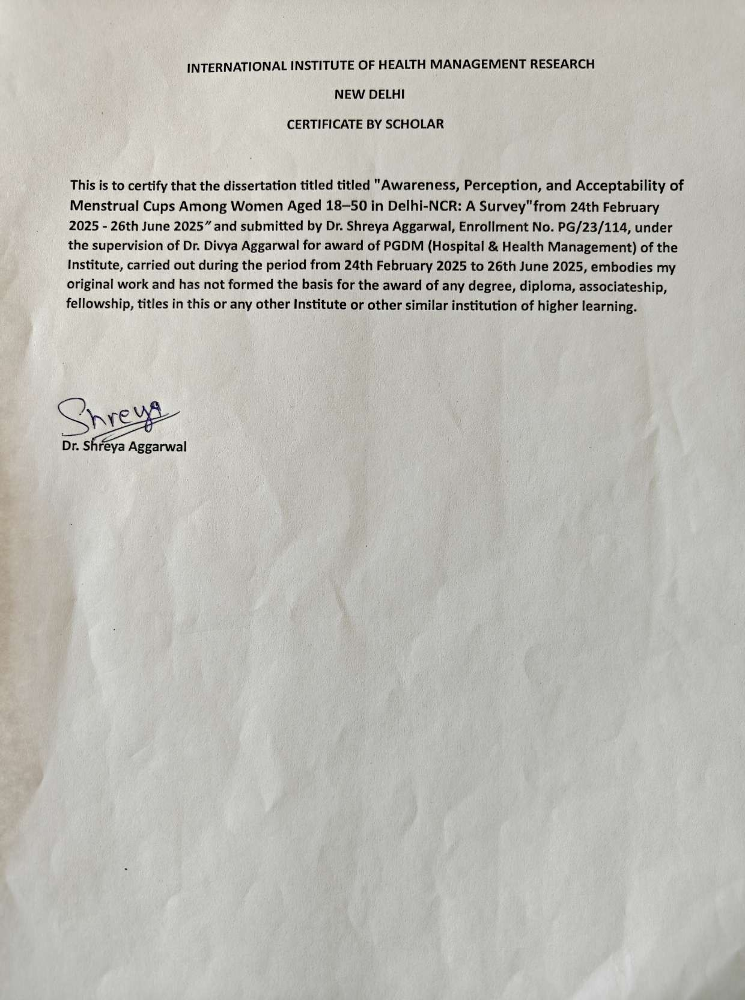 INTERNATIONAL INSTITUTE OF HEALTH MANAGEMENT RESEARCH
NEW DELHI
CERTIFICATE BY SCHOLAR
This is to certify that the dissertation titled titled "Awareness, Perception, and Acceptability of
Menstrual Cups Among Women Aged 18–50 in Delhi-NCR: A Survey"from 24th February
2025 - 26th June 2025” and submitted by Dr. Shreya Aggarwal, Enrollment No. PG/23/114, under
the supervision of Dr. Divya Aggarwal for award of PGDM (Hospital & Health Management) of the
Institute, carried out during the period from 24th February 2025 to 26th June 2025, embodies my
original work and has not formed the basis for the award of any degree, diploma, associateship,
fellowship, titles in this or any other Institute or other similar institution of higher learning.
Shreya
Dr. Shreya Aggarwal